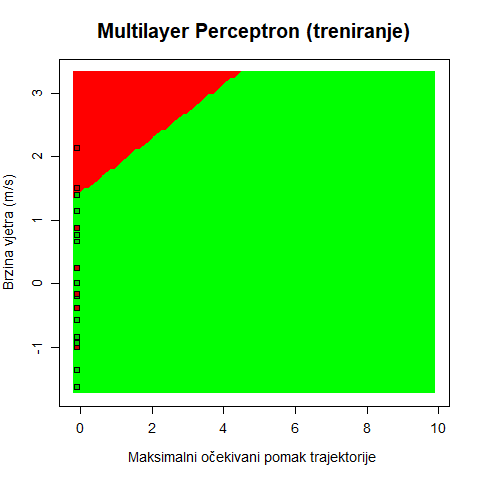 Multilayer Perceptron (treniranje)
Brzina vjetra (m/s)
3
2
1
0
-1
0 2 4 6 8 10
Maksimalni očekivani pomak trajektorije